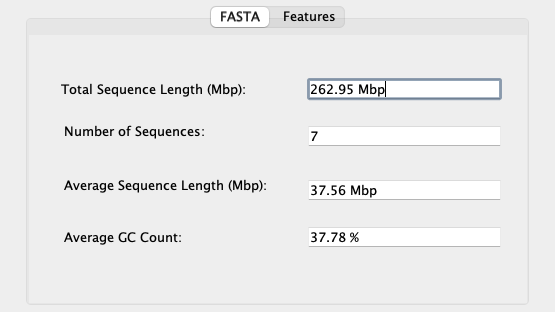 FASTA Features
Total Sequence Length (Mbp): 262.95 Mbp
Number of Sequences: 7
Average Sequence Length (Mbp): 37.56 Mbp
Average GC Count: 37.78 %